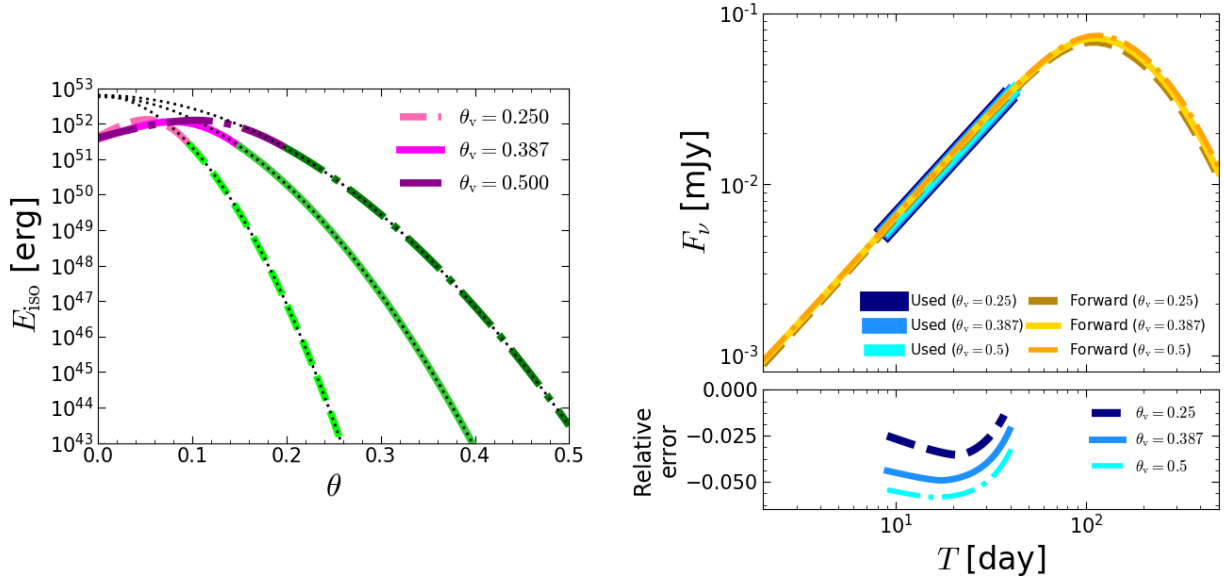 10^53
10^52
10^51
10^50
10^49
10^48
10^47
10^46
10^45
10^44
10^43
E_iso [erg]
0.0 0.1 0.2 0.3 0.4 0.5
θ
θ_v = 0.250
θ_v = 0.387
θ_v = 0.500
10^-1
10^-2
10^-3
F_ν [mJy]
Used (θ_v = 0.25) Forward (θ_v = 0.25)
Used (θ_v = 0.387) Forward (θ_v = 0.387)
Used (θ_v = 0.5) Forward (θ_v = 0.5)
0.000
−0.025
−0.050
Relative
error
θ_v = 0.25
θ_v = 0.387
θ_v = 0.5
10^1 10^2
T [day]